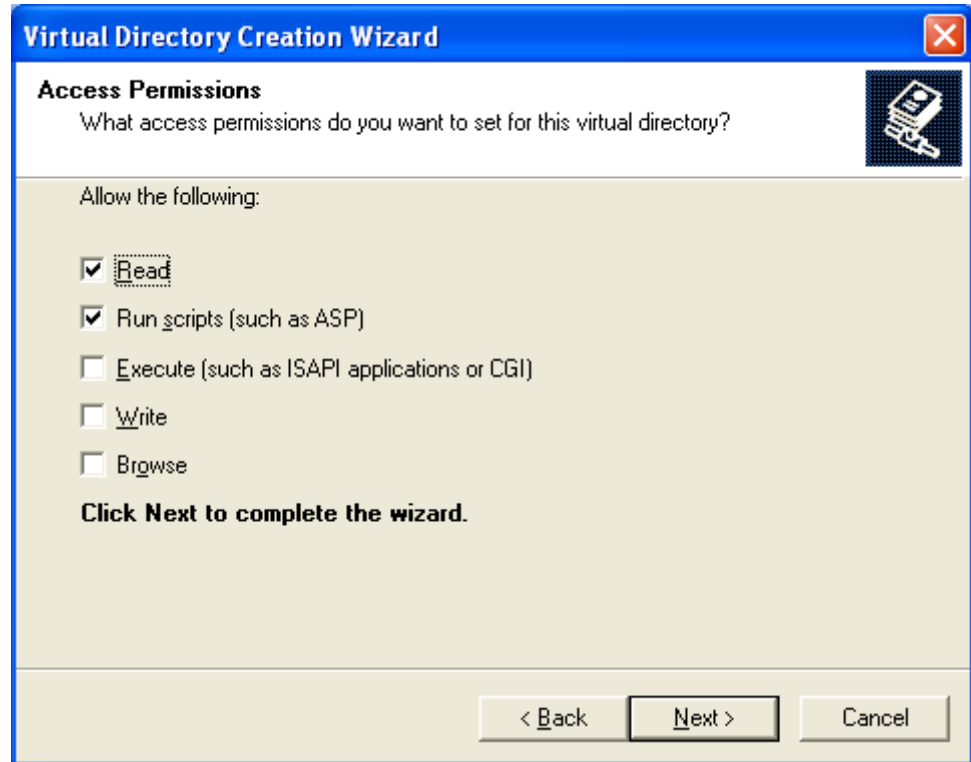 Virtual Directory Creation Wizard
Access Permissions
What access permissions do you want to set for this virtual directory?
Allow the following:
Read
Run scripts (such as ASP)
Execute (such as ISAPI applications or CGI)
Write
Browse
Click Next to complete the wizard.
< Back Next > Cancel